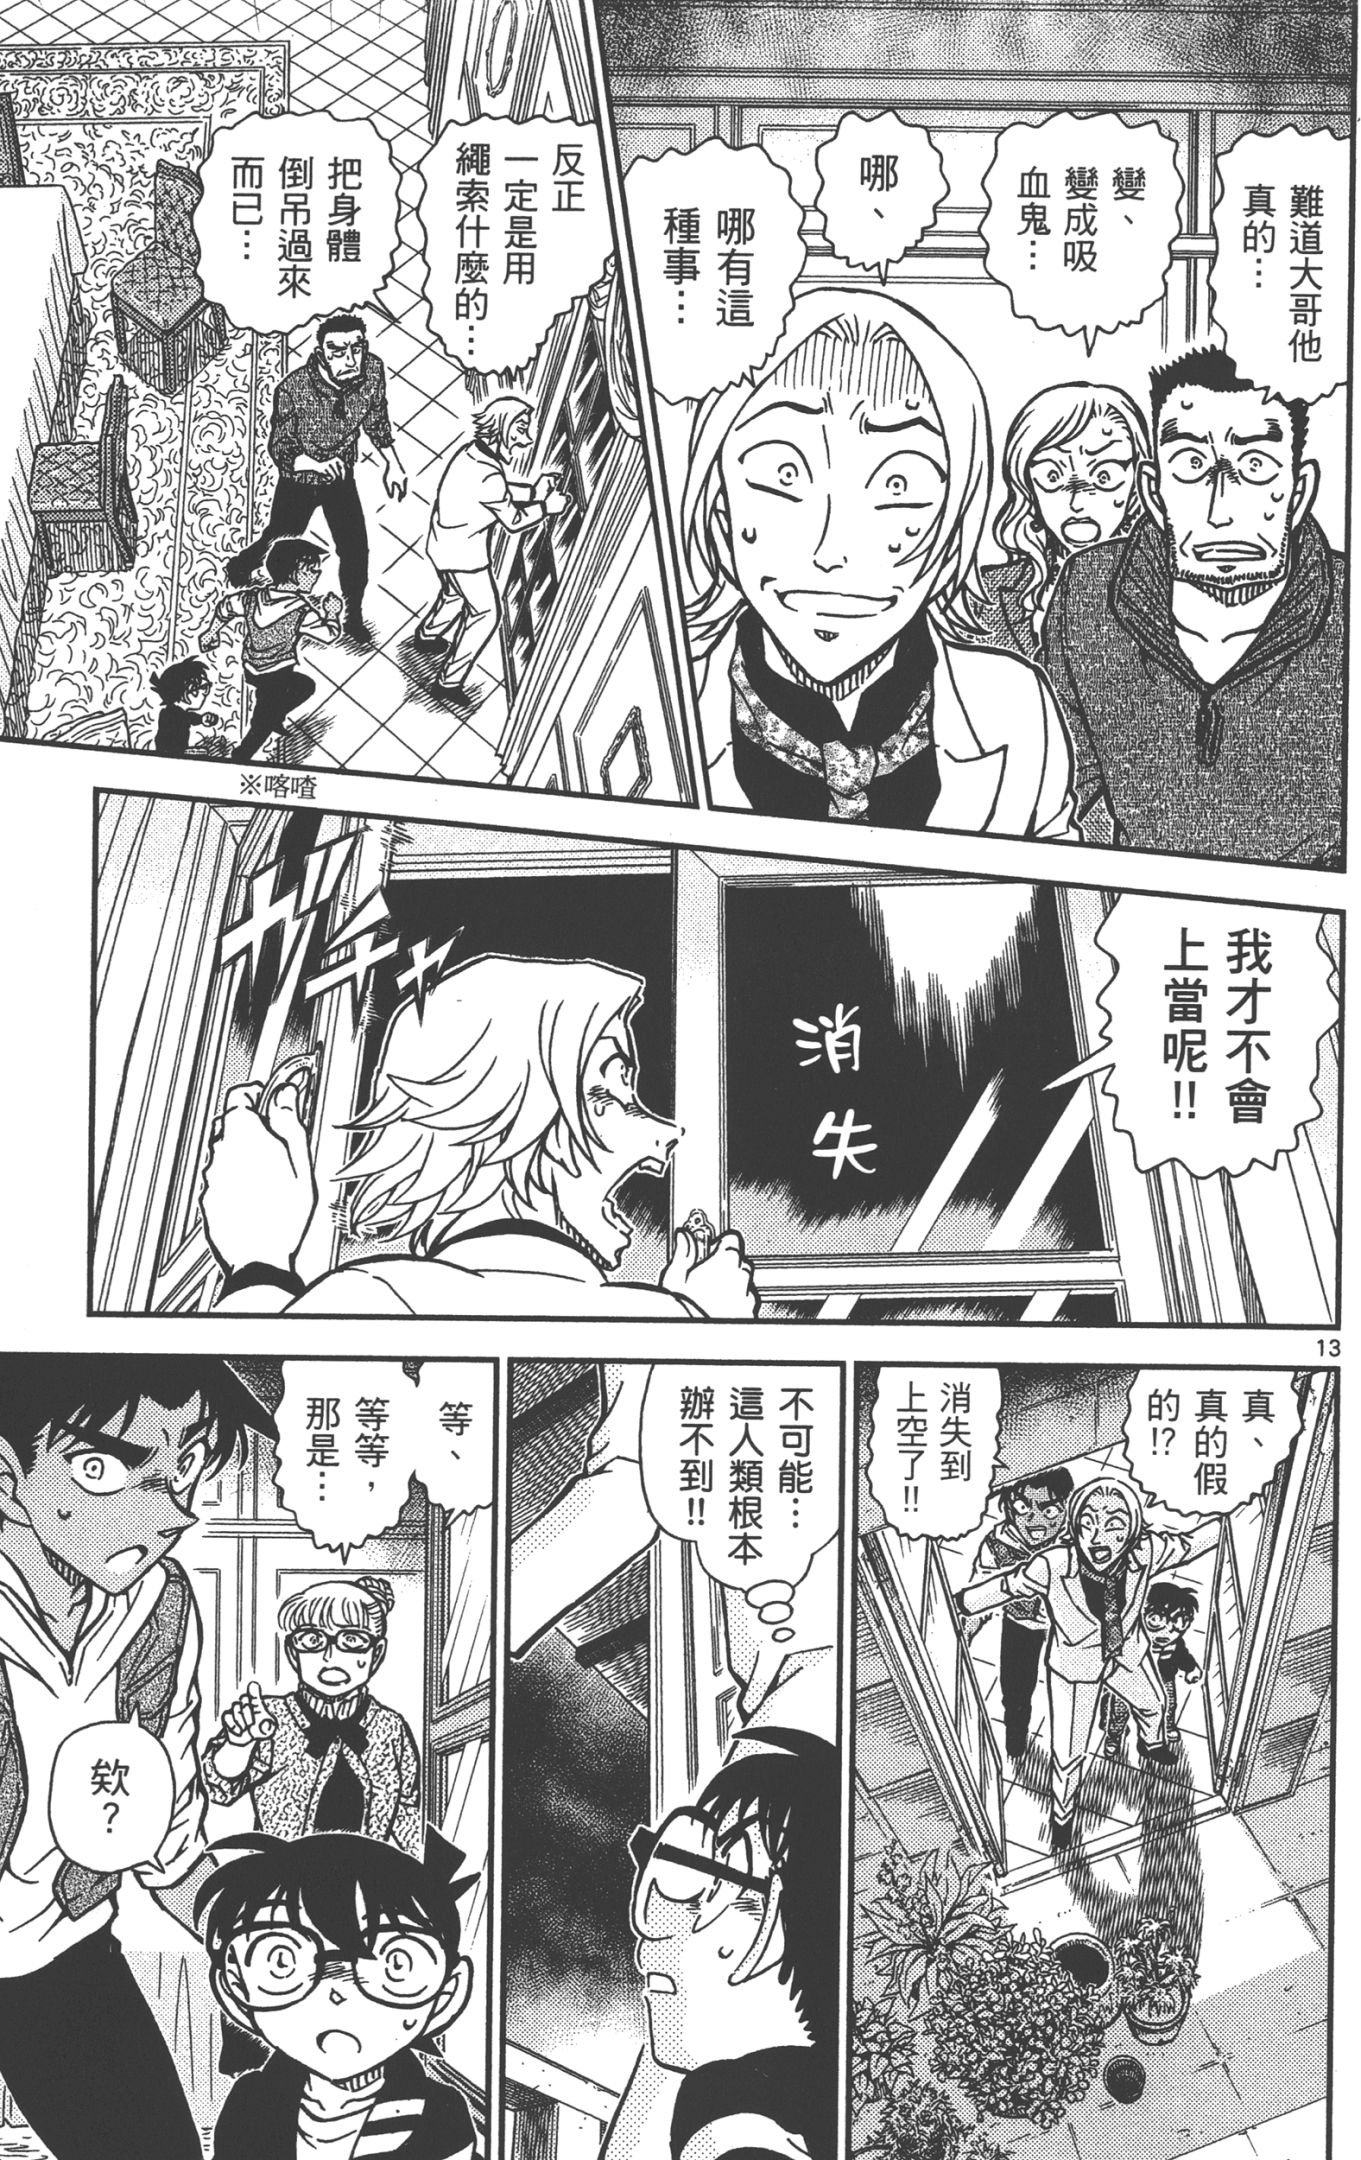 難道大哥他
真的…
變、
變成吸
血鬼…
哪、
哪有這
種事…
反正
一定是用
繩索什麼的…
把身體
倒吊過來
而已…
※喀喳
ガチャ
我才不會
上當呢!!
消失
13
真、
真的假
的!?
消失到
上空了!!
不可能…
這人類根本
辦不到!!
等、
等等，
那是…
欸？